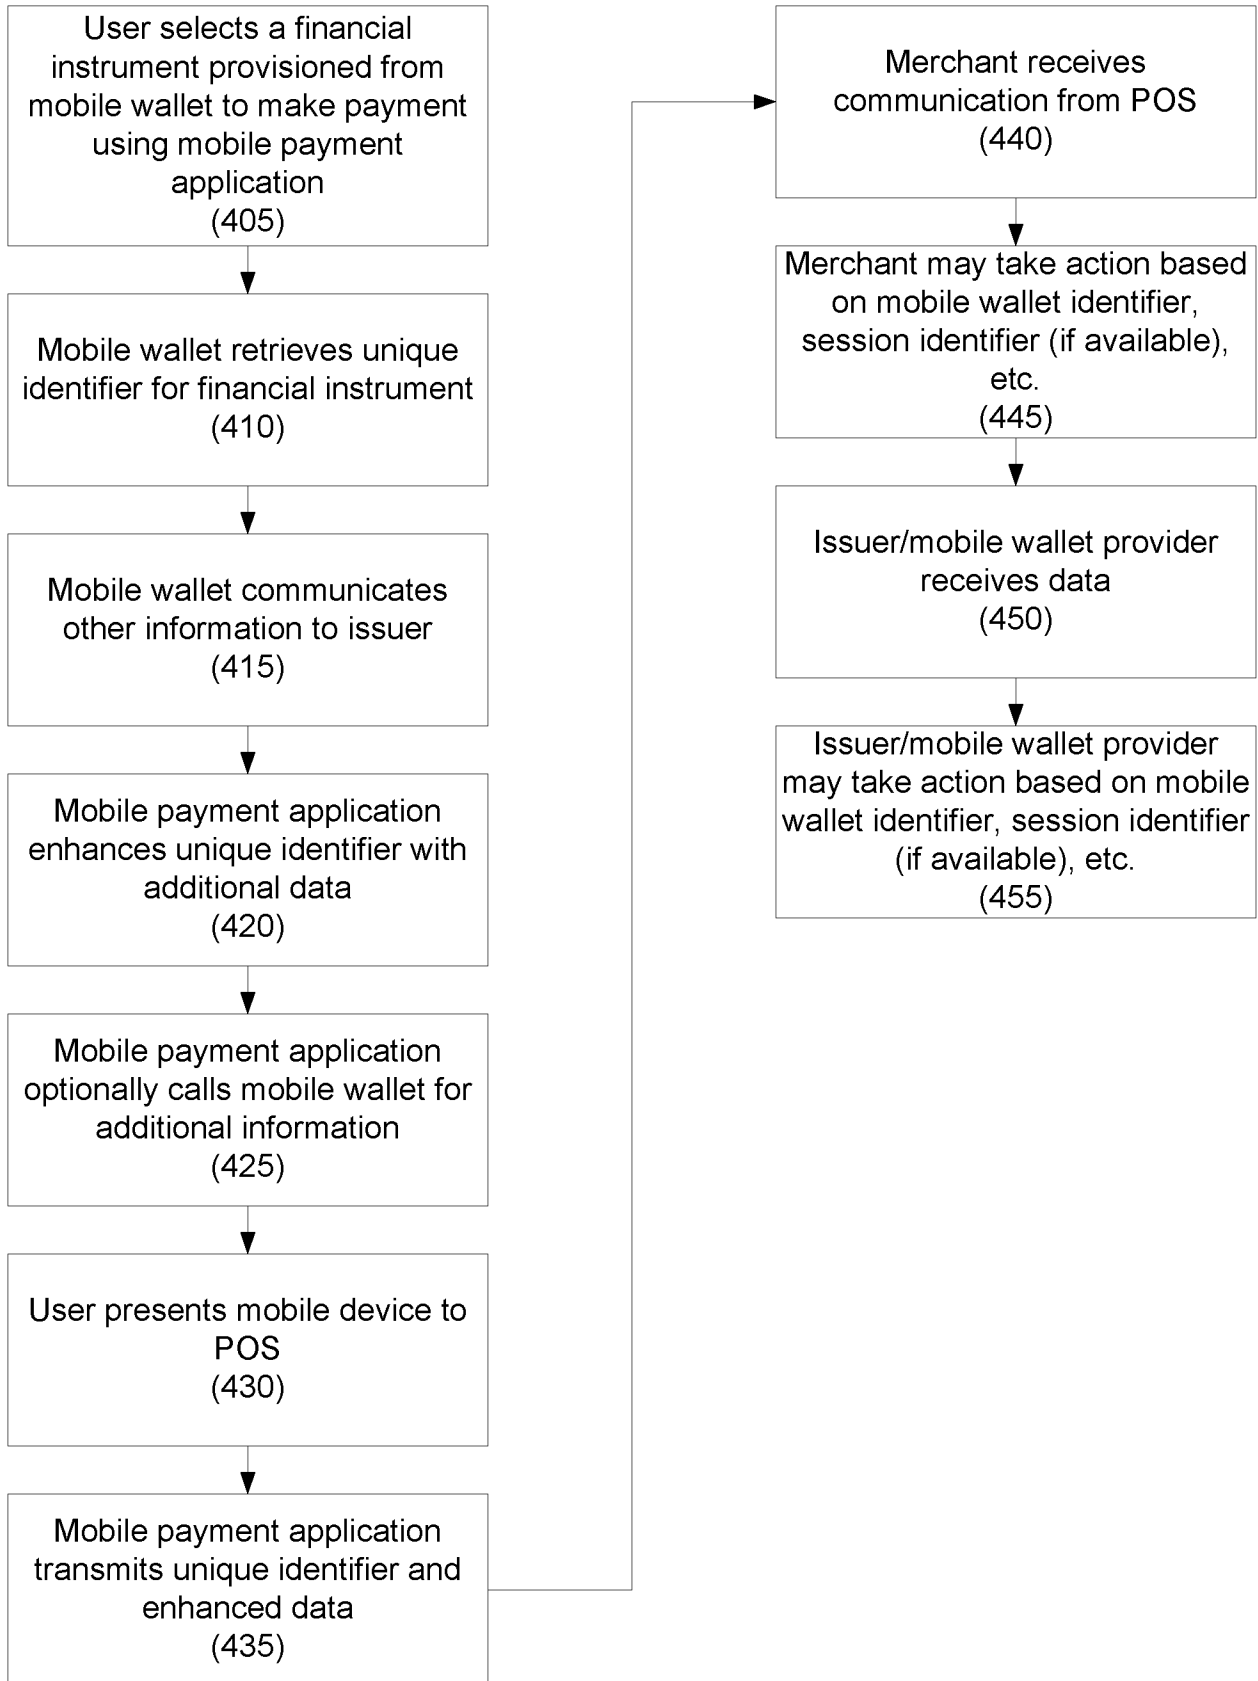 User selects a financial
instrument provisioned from
mobile wallet to make payment
using mobile payment
application
(405)
Mobile wallet retrieves unique
identifier for financial instrument
(410)
Mobile wallet communicates
other information to issuer
(415)
Mobile payment application
enhances unique identifier with
additional data
(420)
Mobile payment application
optionally calls mobile wallet for
additional information
(425)
User presents mobile device to
POS
(430)
Mobile payment application
transmits unique identifier and
enhanced data
(435)
Merchant receives
communication from POS
(440)
Merchant may take action based
on mobile wallet identifier,
session identifier (if available),
etc.
(445)
Issuer/mobile wallet provider
receives data
(450)
Issuer/mobile wallet provider
may take action based on mobile
wallet identifier, session identifier
(if available), etc.
(455)